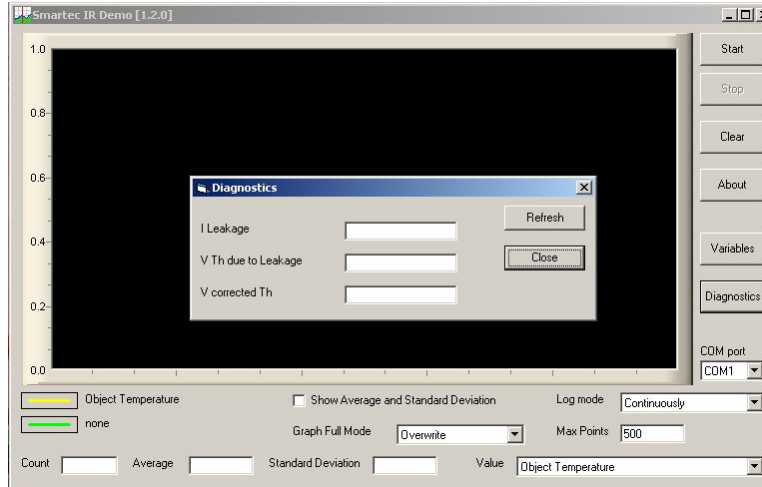 Smartec IR Demo [1.2.0]
1.0
0.8
0.6
0.4
0.2
0.0
Start
Stop
Clear
About
Variables
Diagnostics
COM port
COM1
Diagnostics
I Leakage
V Th due to Leakage
V corrected Th
Refresh
Close
Object Temperature
none
Show Average and Standard Deviation
Graph Full Mode Overwrite
Log mode Continuously
Max Points 500
Count Average Standard Deviation Value Object Temperature